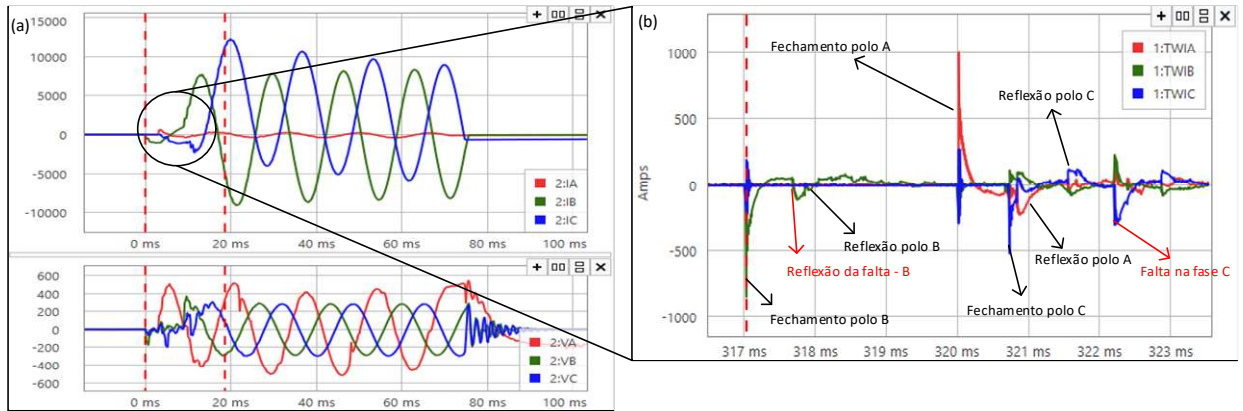 (a)
15000
10000
5000
0
-5000
-10000
2:IA
2:IB
2:IC
0 ms 20 ms 40 ms 60 ms 80 ms 100 ms
600
400
200
0
-200
-400
-600
2:VA
2:VB
2:VC
0 ms 20 ms 40 ms 60 ms 80 ms 100 ms
(b)
Fechamento polo A
1:TWIA
1:TWIB
1:TWIC
Reflexão polo C
1000
500
0
-500
-1000
Amps
Reflexão polo B
Reflexão da falta - B
Reflexão polo A
Falta na fase C
Fechamento polo B
Fechamento polo C
317 ms 318 ms 319 ms 320 ms 321 ms 322 ms 323 ms